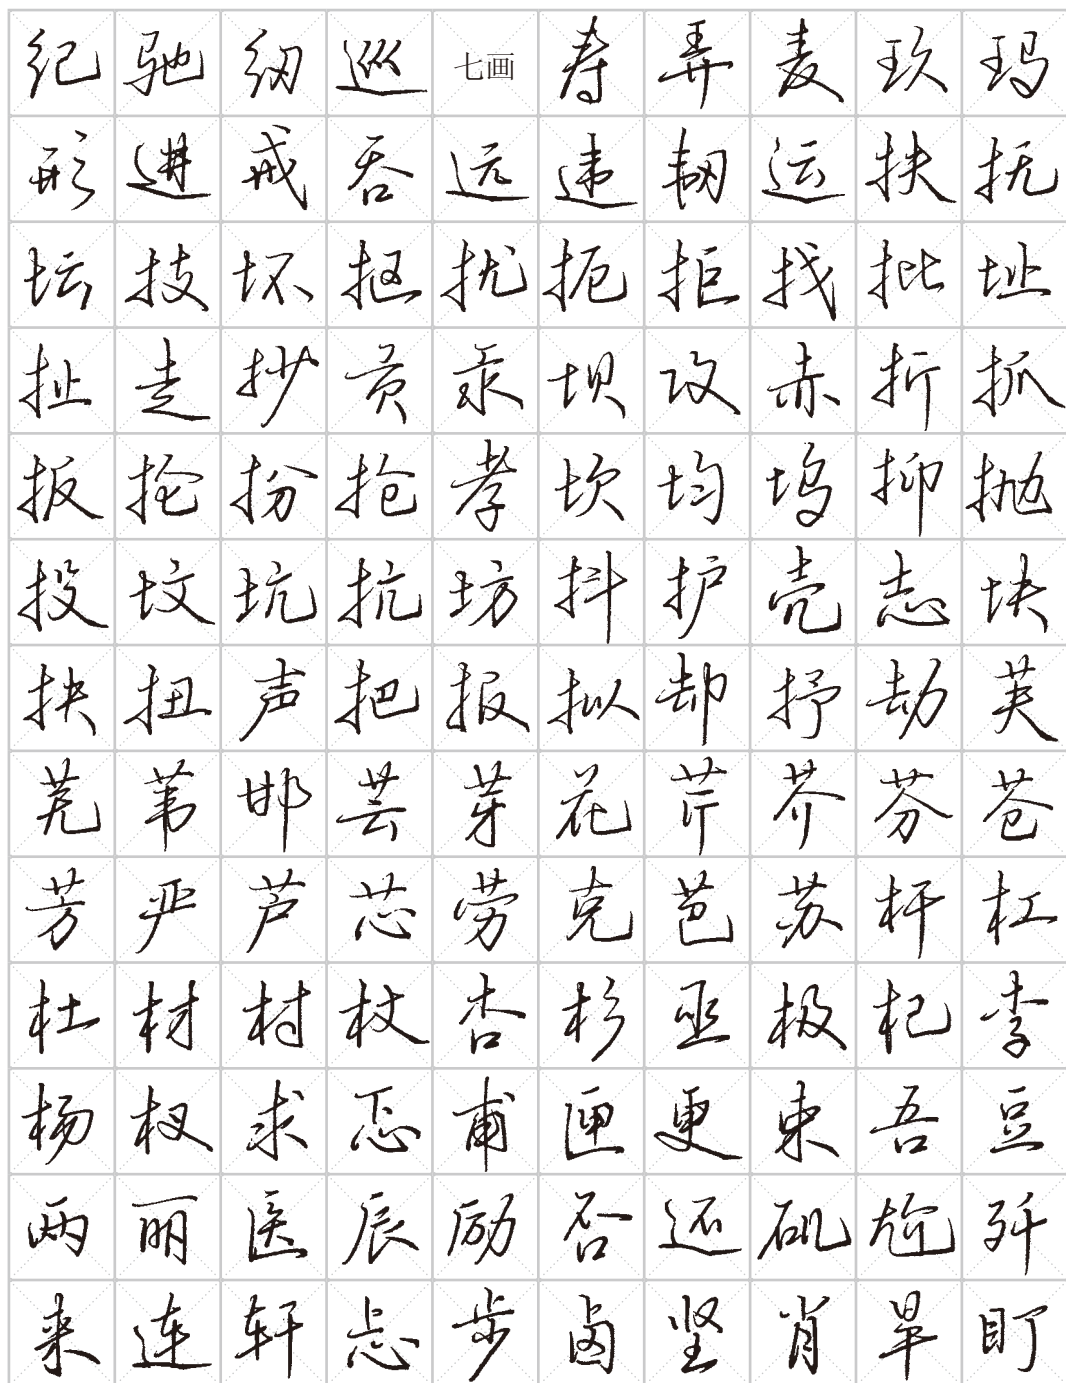 纪驰纫巡七画寿弄麦玖玛
形进戒吞远违韧运扶抚
坛技坏抠扰扼拒找批址
扯走抄贡汞坝攻赤折抓
扳抡扮抢孝坎均坞抑抛
投坟坑抗坊抖护壳志块
抉扭声把报拟却抒劫芙
芜苇邯芸芽花芹芥芬苍
芳严芦芯劳克芭苏杆杠
杜材村杖杏杉巫极杞李
杨杈求忑甫匣更束吾豆
两丽医辰励否还矶尬歼
来连轩忐步卤坚肖旱盯